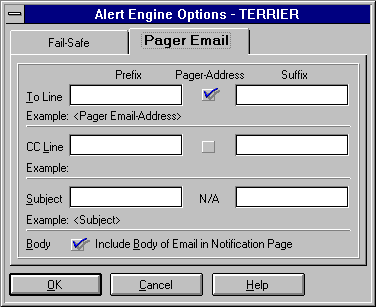 Alert Engine Options - TERRIER
Fail-Safe Pager Email
Prefix Pager-Address Suffix
To Line
Example: <Pager Email-Address>
CC Line
Example:
Subject N/A
Example: <Subject>
Body Include Body of Email in Notification Page
OK Cancel Help